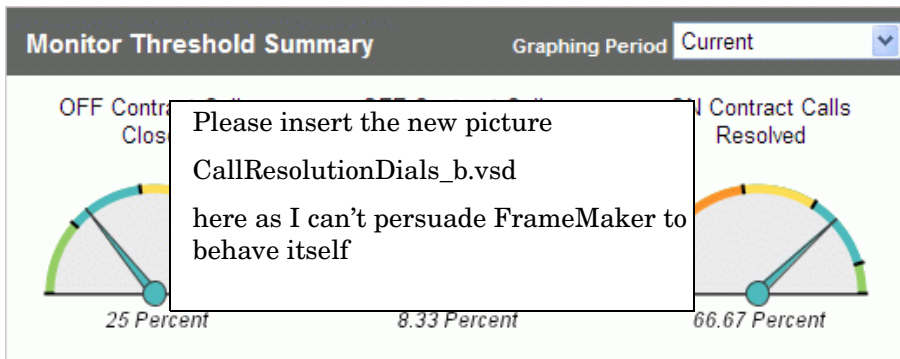 Monitor Threshold Summary Graphing Period Current
OFF Contra ON Contract Calls
Clos Resolved
Please insert the new picture
CallResolutionDials_b.vsd
here as I can't persuade FrameMaker to
behave itself
25 Percent 8.33 Percent 66.67 Percent